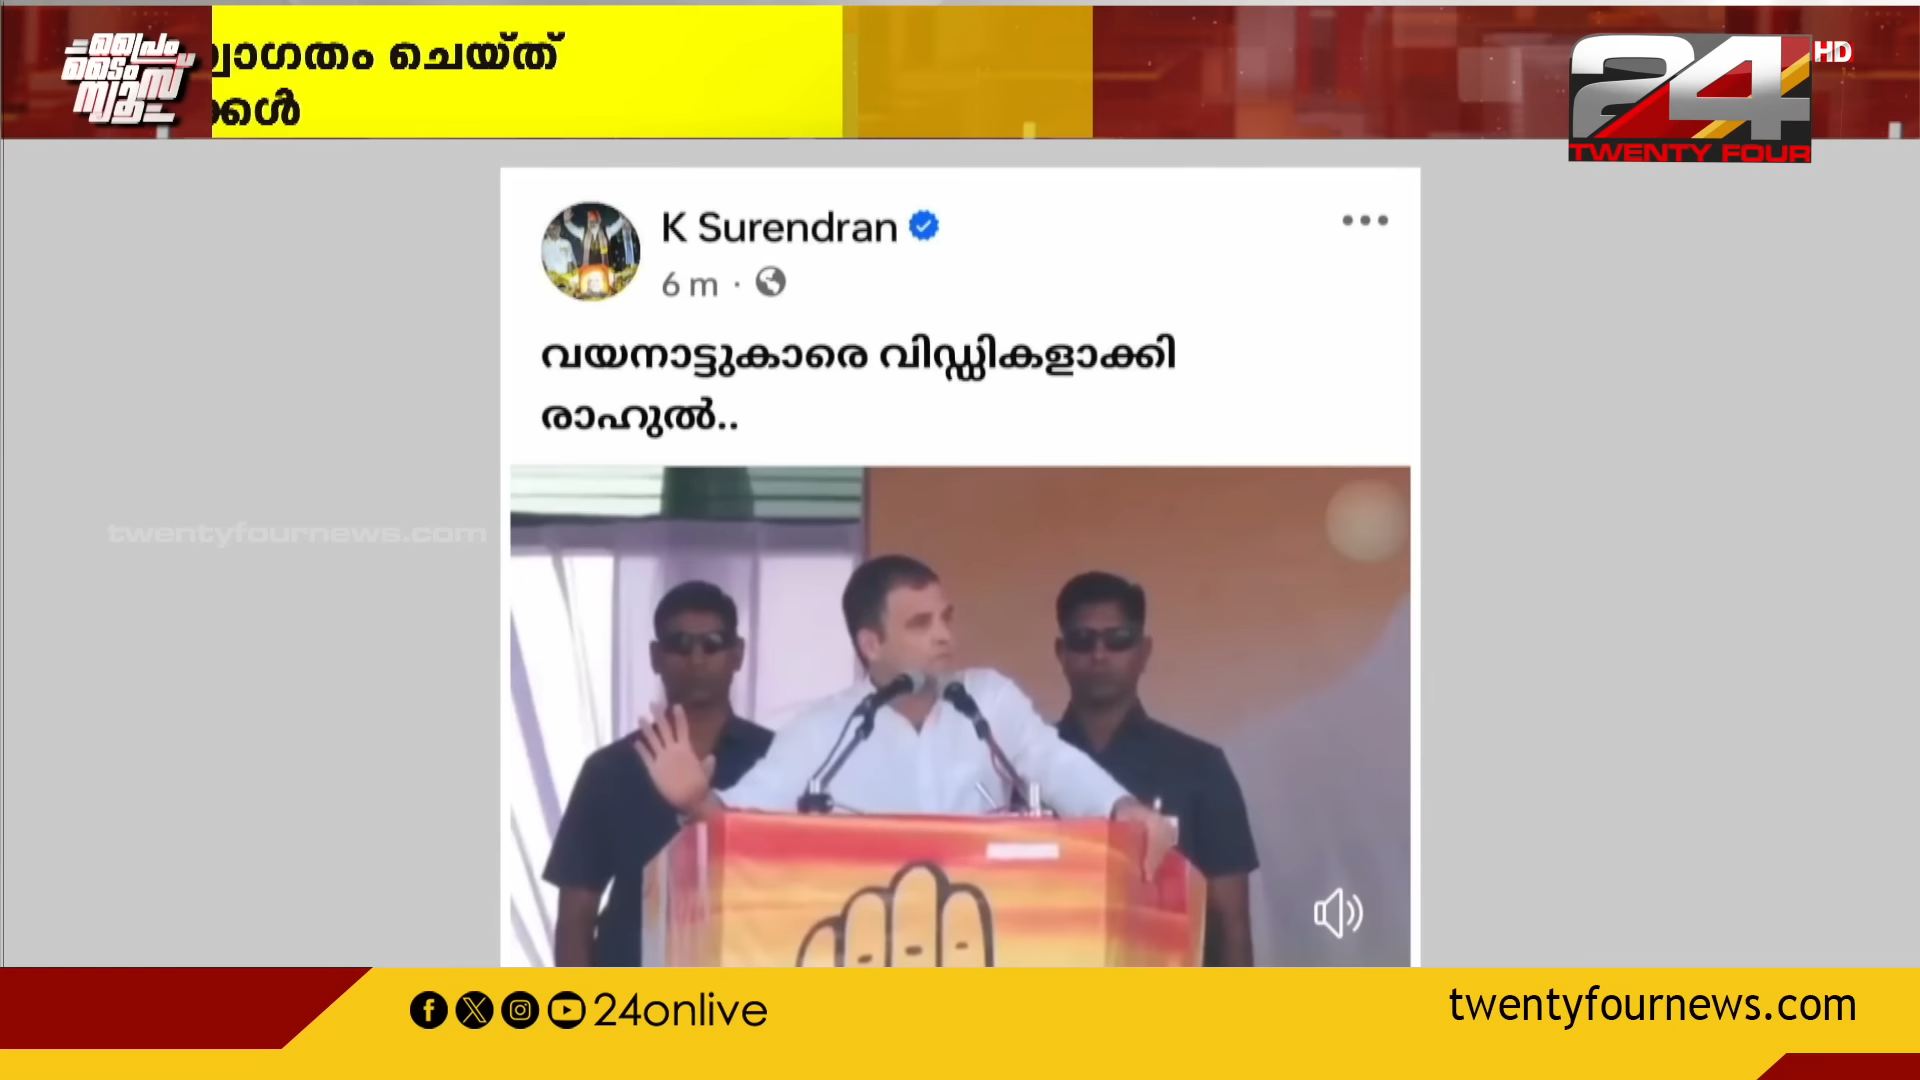 പ്രൈം
ടൈം
ന്യൂസ്
സ്വാഗതം ചെയ്ത്
24
HD
TWENTY FOUR
K Surendran
6 m ·
വയനാട്ടുകാരെ വിഡ്ഢികളാക്കി
രാഹുൽ..
twentyfournews.com
24onlive
twentyfournews.com